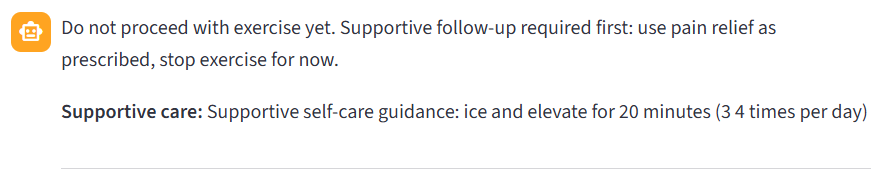 Do not proceed with exercise yet. Supportive follow-up required first: use pain relief as
prescribed, stop exercise for now.
Supportive care: Supportive self-care guidance: ice and elevate for 20 minutes (3 4 times per day)